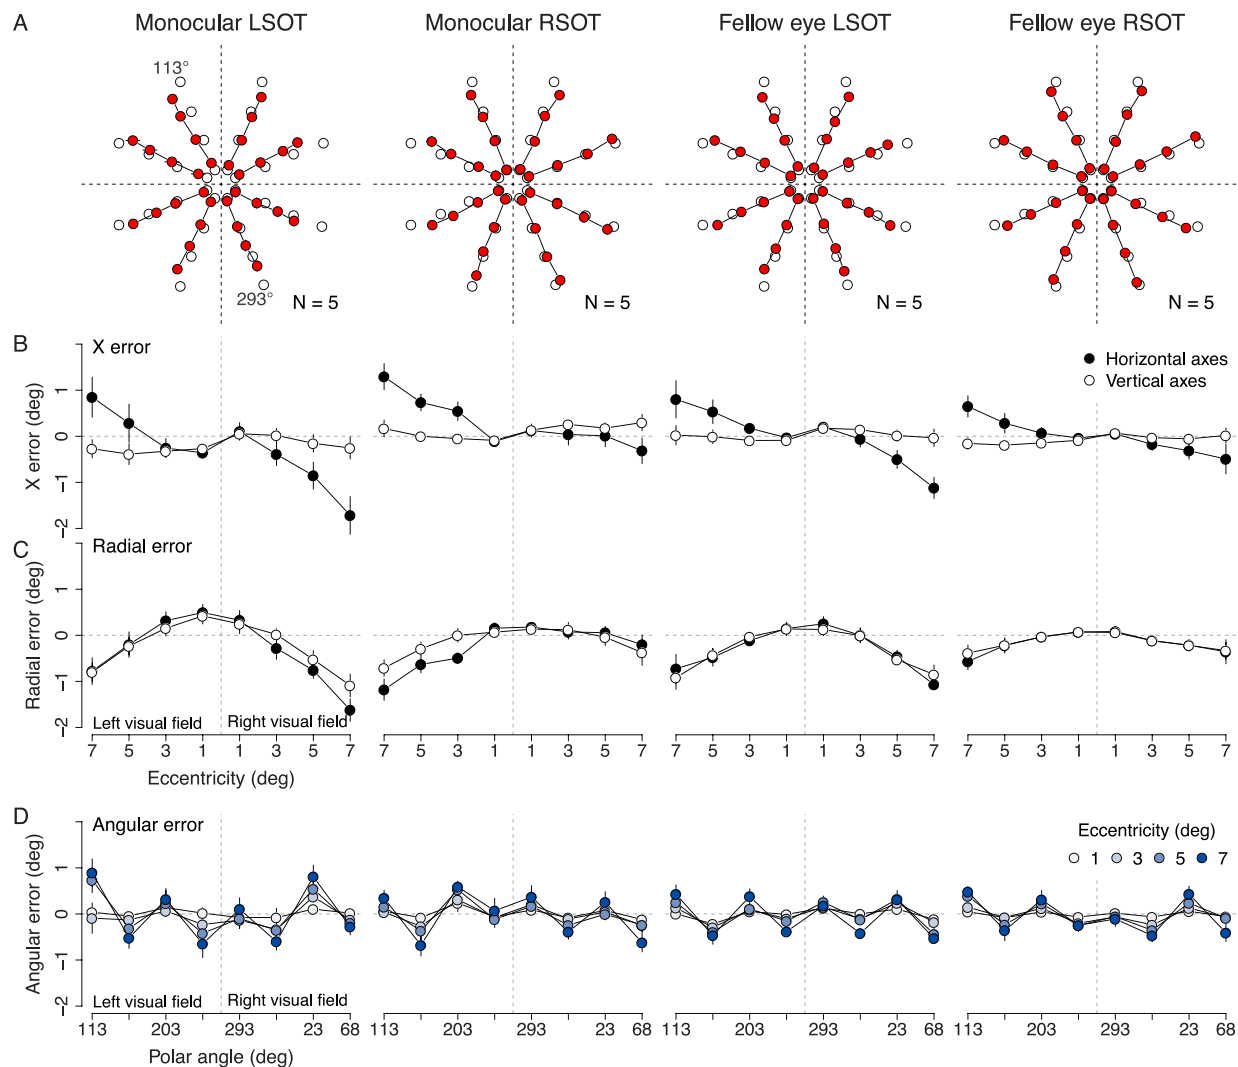 A
Monocular LSOT
Monocular RSOT
Fellow eye LSOT
Fellow eye RSOT
113°
293°
N = 5
N = 5
N = 5
N = 5
B
X error
Horizontal axes
Vertical axes
X error (deg)
1
0
−1
−2
C
Radial error
Radial error (deg)
1
0
−1
−2
Left visual field
Right visual field
7 5 3 1 1 3 5 7
7 5 3 1 1 3 5 7
7 5 3 1 1 3 5 7
7 5 3 1 1 3 5 7
Eccentricity (deg)
D
Angular error
Eccentricity (deg)
1 3 5 7
Angular error (deg)
1
0
−1
−2
Left visual field
Right visual field
113 203 293 23 68
113 203 293 23 68
113 203 293 23 68
113 203 293 23 68
Polar angle (deg)